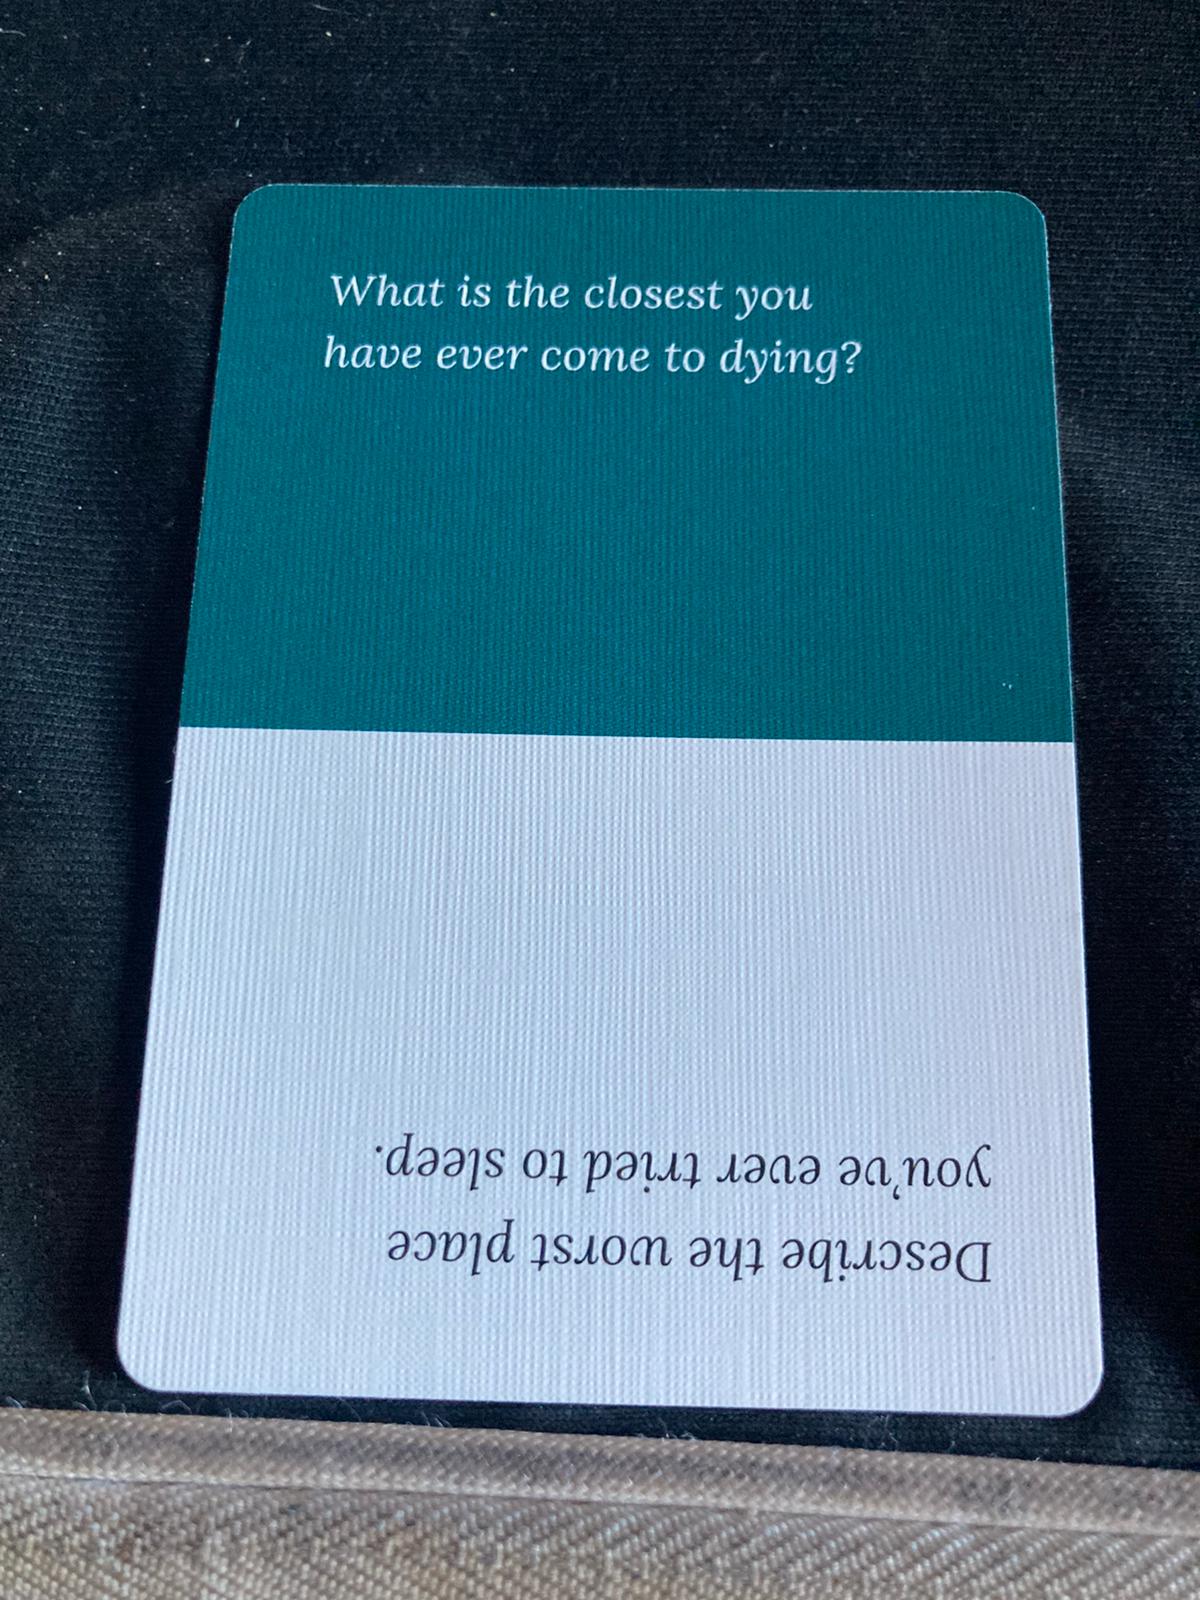 What is the closest you
have ever come to dying?
Describe the worst place
you've ever tried to sleep.